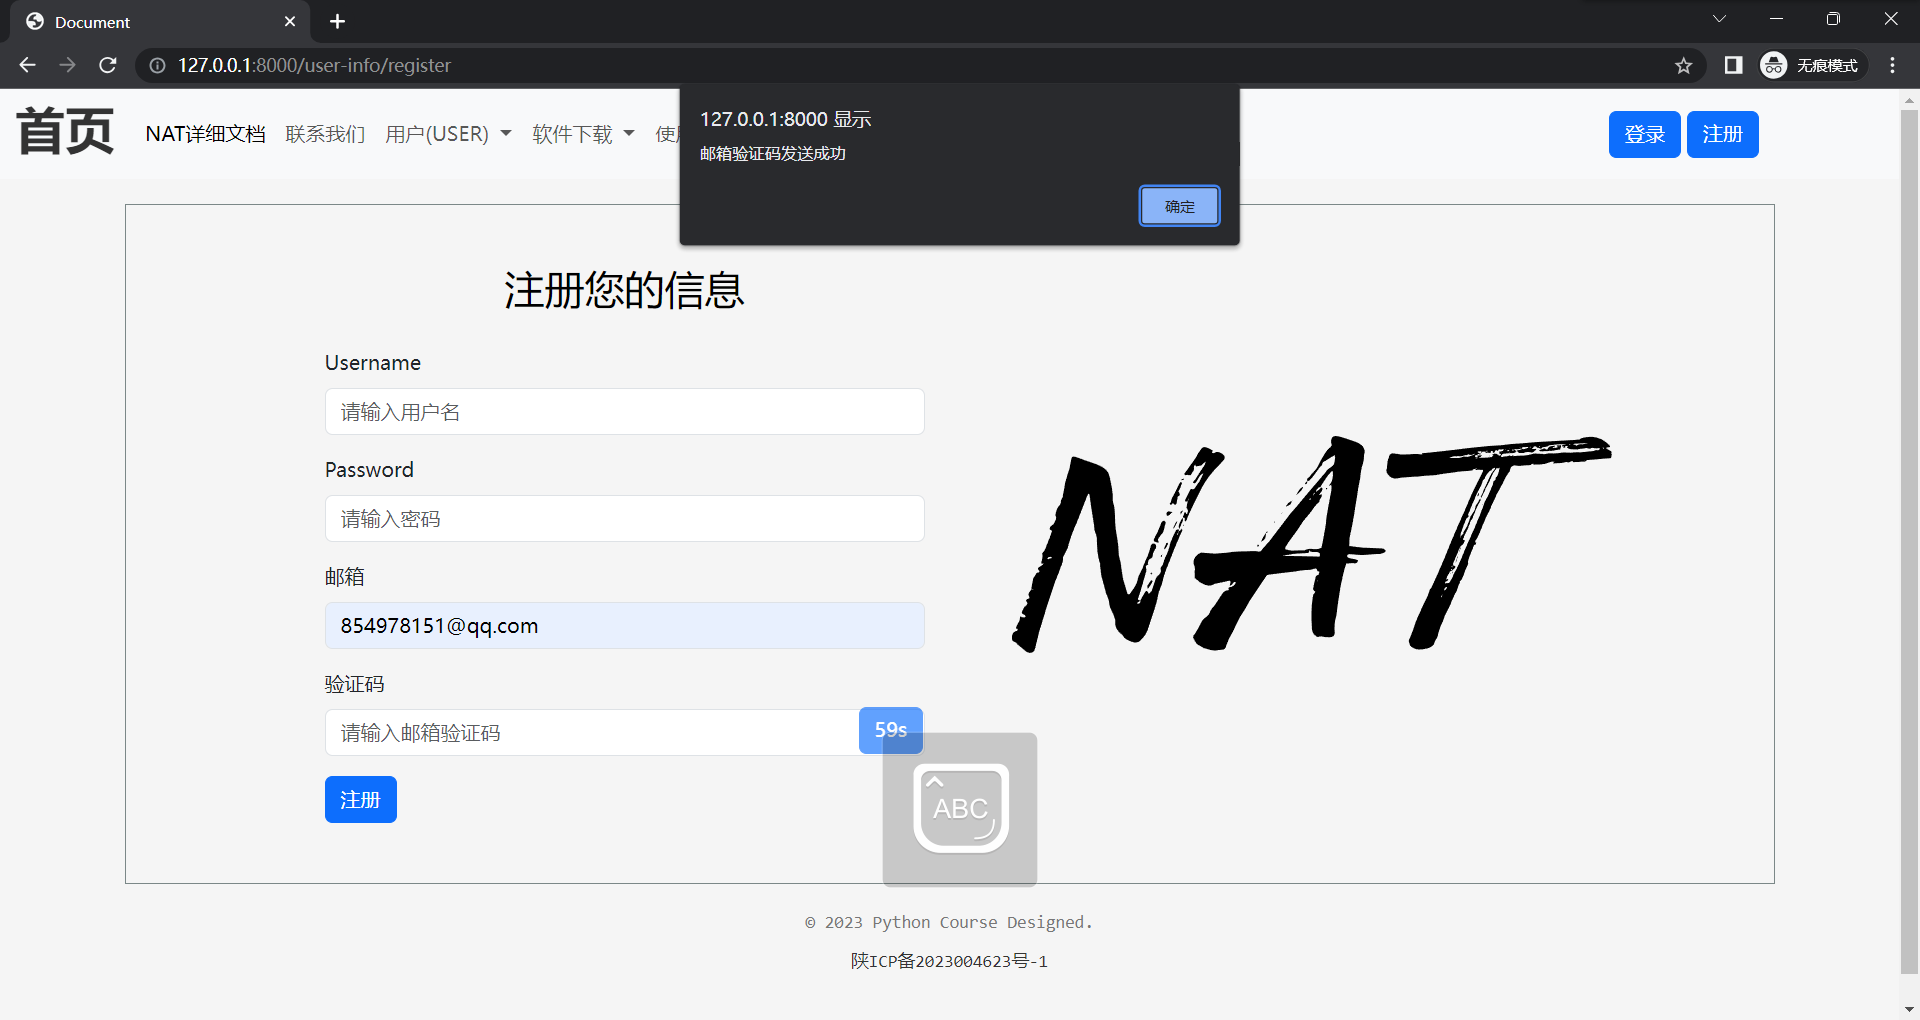 Document
127.0.0.1:8000/user-info/register
无痕模式
127.0.0.1:8000 显示
邮箱验证码发送成功
确定
首页
NAT详细文档
联系我们
用户(USER)
软件下载
登录
注册
注册您的信息
Username
请输入用户名
Password
请输入密码
邮箱
854978151@qq.com
验证码
请输入邮箱验证码
59s
注册
NAT
ABC
© 2023 Python Course Designed.
陕ICP备2023004623号-1